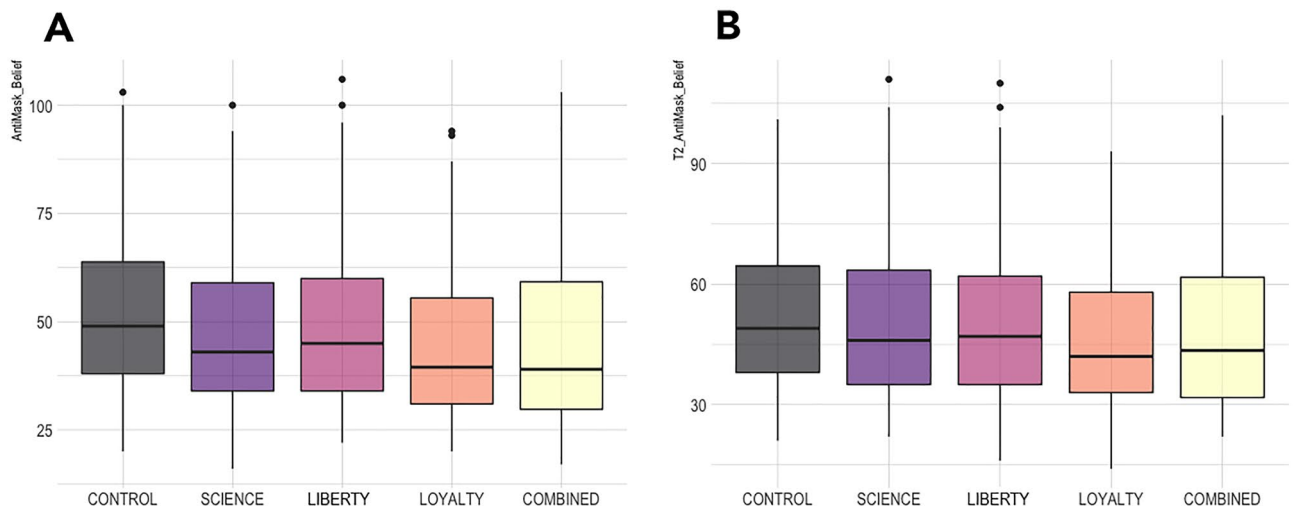 A
B
AntiMask_Belief
100
75
50
25
CONTROL SCIENCE LIBERTY LOYALTY COMBINED
T2_AntiMask_Belief
90
60
30
CONTROL SCIENCE LIBERTY LOYALTY COMBINED